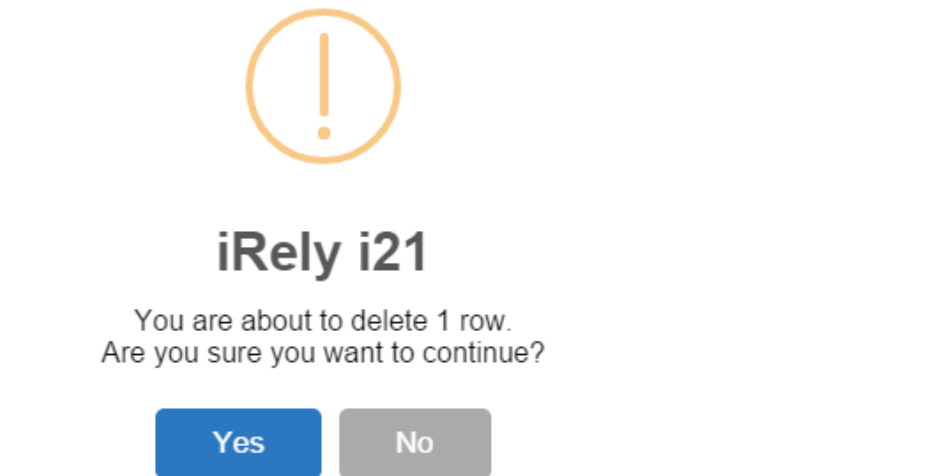 iRely i21
You are about to delete 1 row.
Are you sure you want to continue?
Yes
No